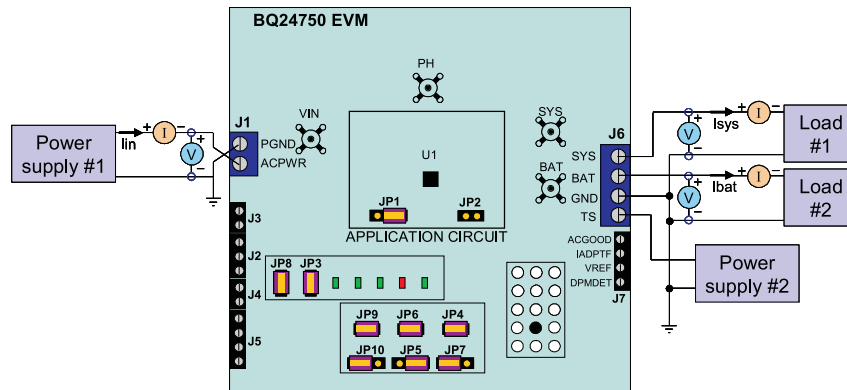 BQ24750 EVM
PH
VIN
SYS
BAT
J1
PGND
ACPWR
Iin
+ I −
+
V
−
Power
supply #1
U1
JP1
JP2
APPLICATION CIRCUIT
J6
SYS
BAT
GND
TS
+
V
−
Isys
+ I −
Load
#1
+
V
−
Ibat
+ I −
Load
#2
Power
supply #2
J3
J2
J4
J5
JP8
JP3
ACGOOD
IADPTF
VREF
DPMDET
J7
JP9
JP6
JP4
JP10
JP5
JP7